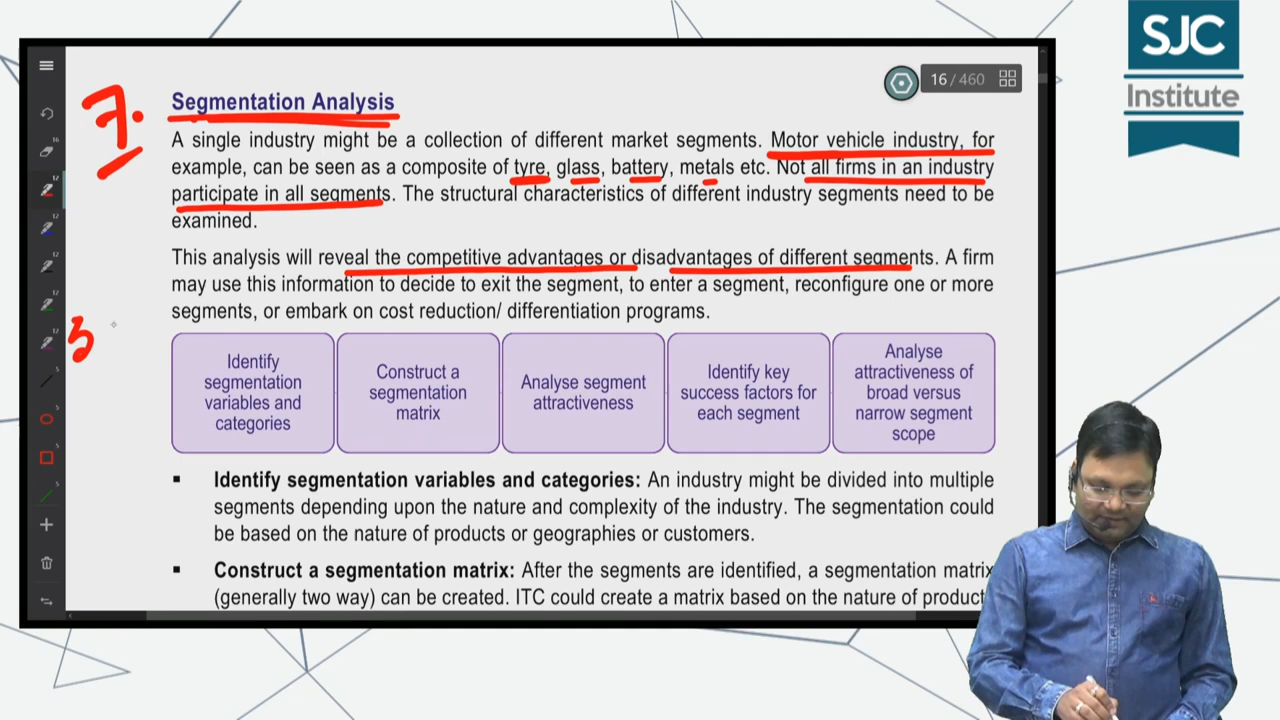 SJC
Institute
16 / 460
7.
Segmentation Analysis
A single industry might be a collection of different market segments. Motor vehicle industry, for
example, can be seen as a composite of tyre, glass, battery, metals etc. Not all firms in an industry
participate in all segments. The structural characteristics of different industry segments need to be
examined.
This analysis will reveal the competitive advantages or disadvantages of different segments. A firm
may use this information to decide to exit the segment, to enter a segment, reconfigure one or more
segments, or embark on cost reduction/ differentiation programs.
Identify
segmentation
variables and
categories
Construct a
segmentation
matrix
Analyse segment
attractiveness
Identify key
success factors for
each segment
Analyse
attractiveness of
broad versus
narrow segment
scope
▪ Identify segmentation variables and categories: An industry might be divided into multiple
segments depending upon the nature and complexity of the industry. The segmentation could
be based on the nature of products or geographies or customers.
▪ Construct a segmentation matrix: After the segments are identified, a segmentation matrix
(generally two way) can be created. ITC could create a matrix based on the nature of product